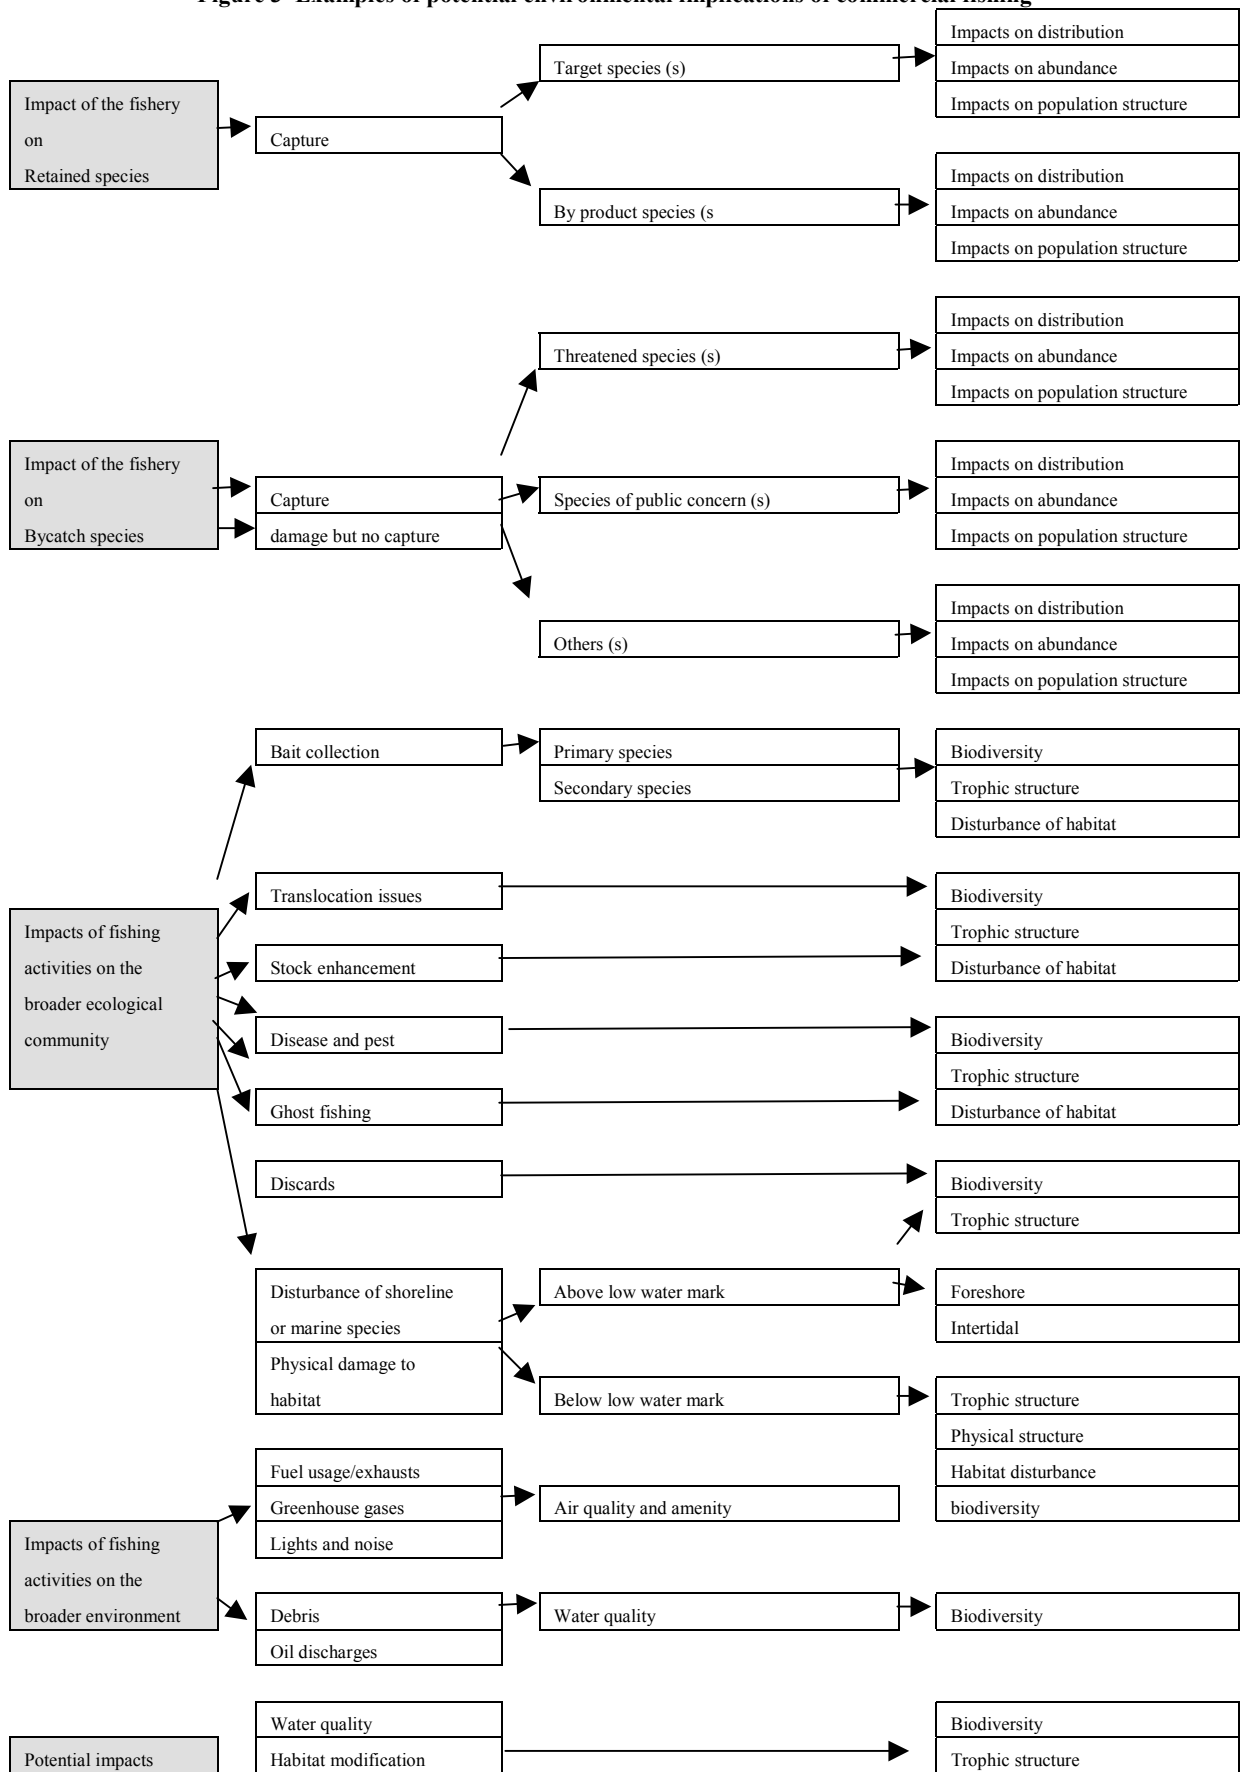 Figure 3 Examples of potential environmental implications of commercial fishing
Impact of the fishery
on
Retained species
Capture
Target species (s)
Impacts on distribution
Impacts on abundance
Impacts on population structure
By product species (s
Impacts on distribution
Impacts on abundance
Impacts on population structure
Impact of the fishery
on
Bycatch species
Capture
damage but no capture
Threatened species (s)
Impacts on distribution
Impacts on abundance
Impacts on population structure
Species of public concern (s)
Impacts on distribution
Impacts on abundance
Impacts on population structure
Others (s)
Impacts on distribution
Impacts on abundance
Impacts on population structure
Impacts of fishing
activities on the
broader ecological
community
Bait collection
Primary species
Secondary species
Biodiversity
Trophic structure
Disturbance of habitat
Translocation issues
Stock enhancement
Biodiversity
Trophic structure
Disturbance of habitat
Disease and pest
Ghost fishing
Biodiversity
Trophic structure
Disturbance of habitat
Discards
Biodiversity
Trophic structure
Disturbance of shoreline
or marine species
Physical damage to
habitat
Above low water mark
Foreshore
Intertidal
Below low water mark
Trophic structure
Physical structure
Habitat disturbance
biodiversity
Impacts of fishing
activities on the
broader environment
Fuel usage/exhausts
Greenhouse gases
Lights and noise
Air quality and amenity
Debris
Oil discharges
Water quality
Biodiversity
Potential impacts
Water quality
Habitat modification
Biodiversity
Trophic structure